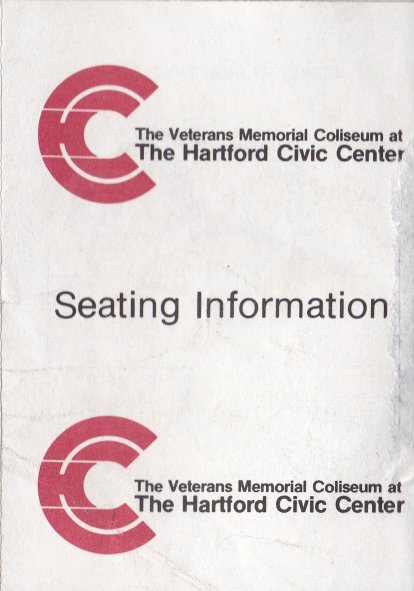 The Veterans Memorial Coliseum at
The Hartford Civic Center
Seating Information
The Veterans Memorial Coliseum at
The Hartford Civic Center